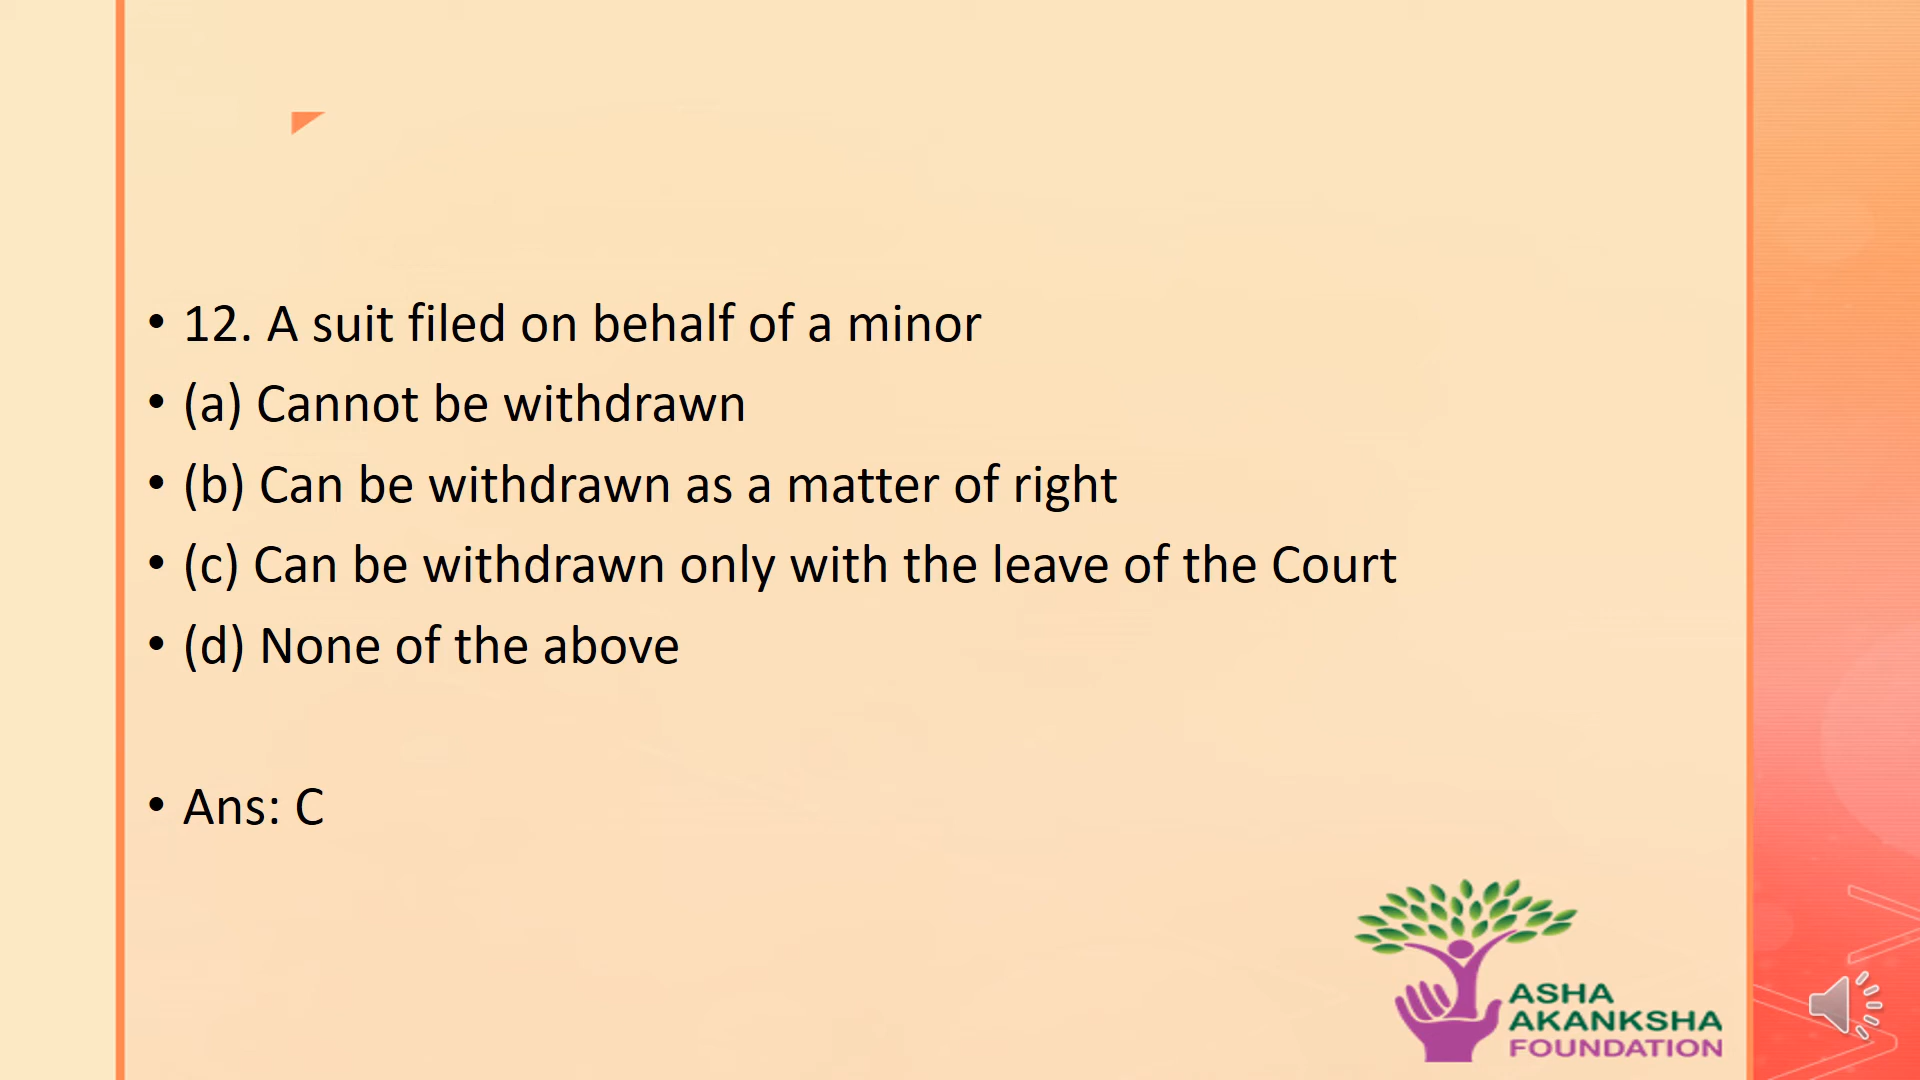 • 12. A suit filed on behalf of a minor
• (a) Cannot be withdrawn
• (b) Can be withdrawn as a matter of right
• (c) Can be withdrawn only with the leave of the Court
• (d) None of the above
• Ans: C
ASHA
AKANKSHA
FOUNDATION